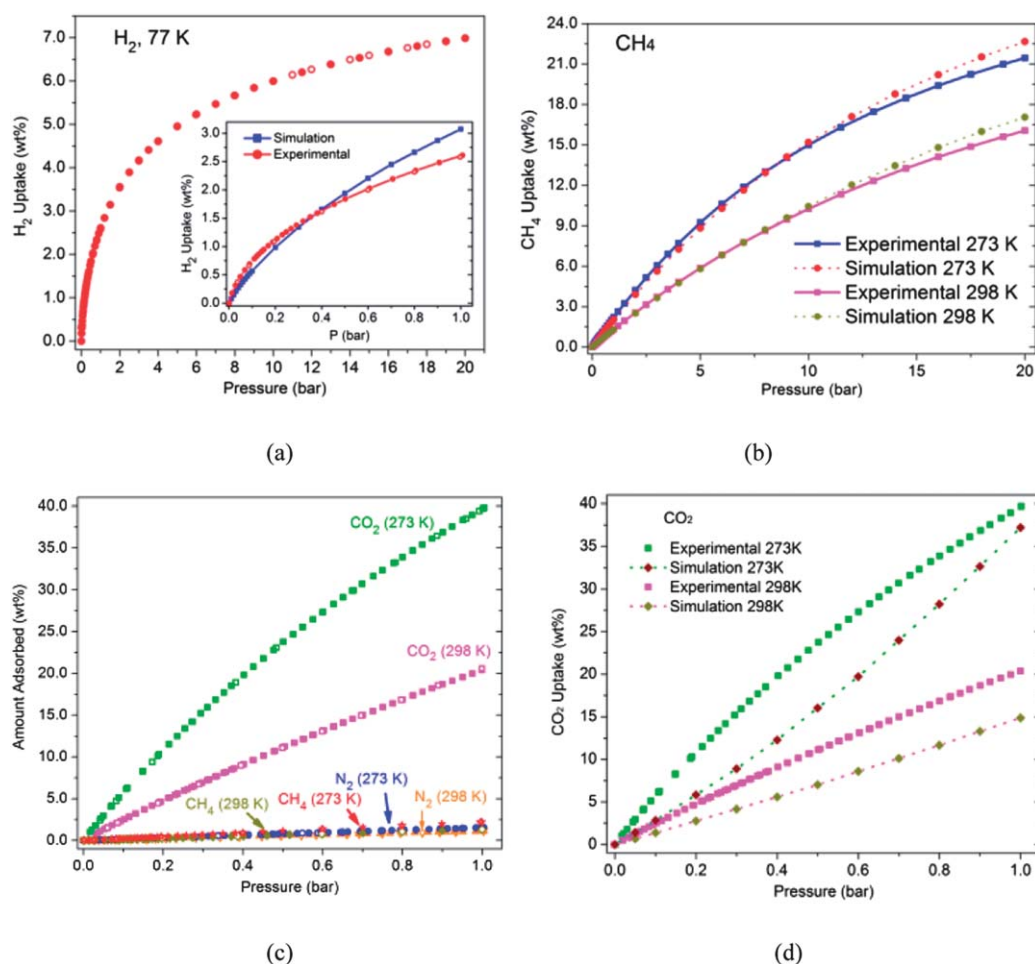 H₂, 77 K
7.0
6.0
5.0
4.0
3.0
2.0
1.0
0.0
H₂ Uptake (wt%)
0 2 4 6 8 10 12 14 16 18 20
Pressure (bar)
Simulation
Experimental
3.0
2.5
2.0
1.5
1.0
0.5
0.0
H₂ Uptake (wt%)
0.0 0.2 0.4 0.6 0.8 1.0
P (bar)
(a)
CH₄
24.0
21.0
18.0
15.0
12.0
9.0
6.0
3.0
0.0
CH₄ Uptake (wt%)
Experimental 273 K
Simulation 273 K
Experimental 298 K
Simulation 298 K
0 5 10 15 20
Pressure (bar)
(b)
40.0
35.0
30.0
25.0
20.0
15.0
10.0
5.0
0.0
Amount Adsorbed (wt%)
CO₂ (273 K)
CO₂ (298 K)
N₂ (273 K)
CH₄ (298 K)
CH₄ (273 K)
N₂ (298 K)
0.0 0.2 0.4 0.6 0.8 1.0
Pressure (bar)
(c)
CO₂
Experimental 273K
Simulation 273K
Experimental 298K
Simulation 298K
40
35
30
25
20
15
10
5
0
CO₂ Uptake (wt%)
0.0 0.2 0.4 0.6 0.8 1.0
Pressure (bar)
(d)